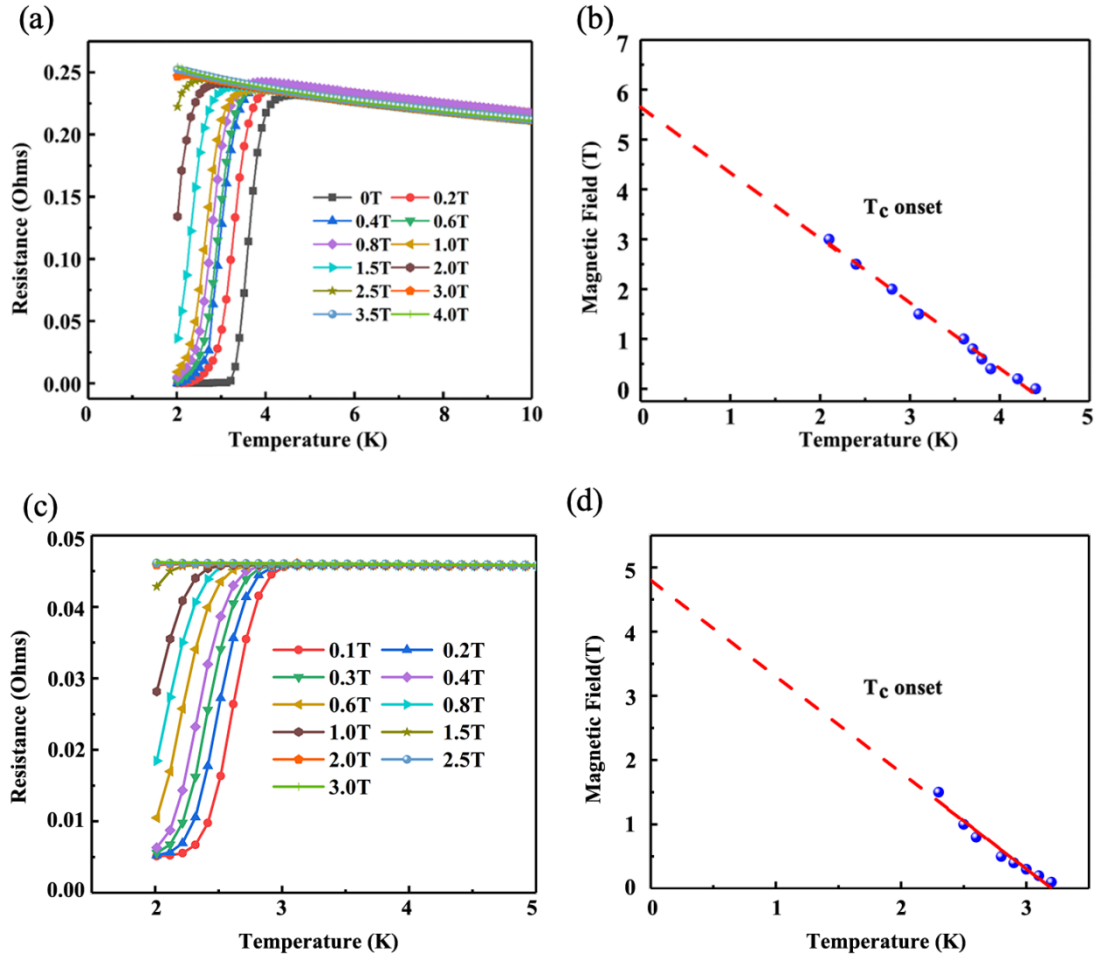 (a)
0.25
0.20
0.15
0.10
0.05
0.00
Resistance (Ohms)
0T 0.2T
0.4T 0.6T
0.8T 1.0T
1.5T 2.0T
2.5T 3.0T
3.5T 4.0T
0 2 4 6 8 10
Temperature (K)
(b)
7
6
5
4
3
2
1
0
Magnetic Field (T)
Tc onset
0 1 2 3 4 5
Temperature (K)
(c)
0.05
0.04
0.03
0.02
0.01
0.00
Resistance (Ohms)
0.1T 0.2T
0.3T 0.4T
0.6T 0.8T
1.0T 1.5T
2.0T 2.5T
3.0T
2 3 4 5
Temperature (K)
(d)
5
4
3
2
1
0
Magnetic Field(T)
Tc onset
0 1 2 3
Temperature (K)